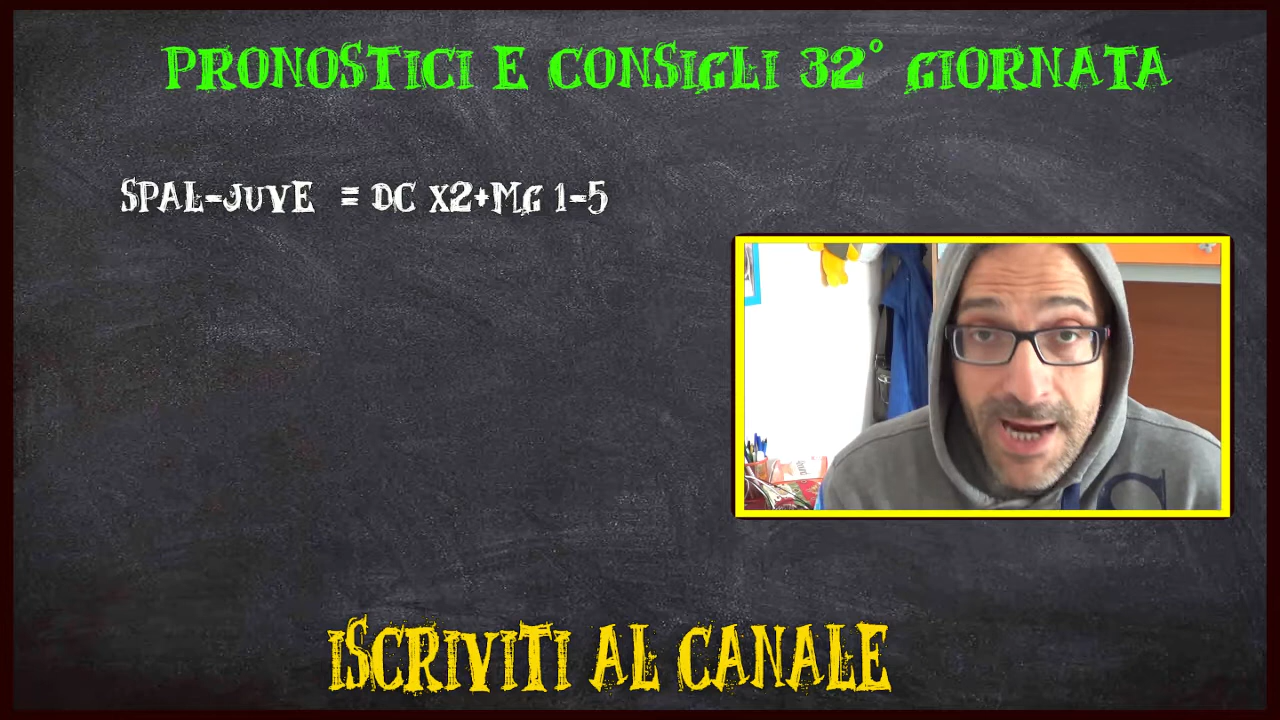 PRONOSTICI E CONSIGLI 32° GIORNATA
SPAL-JUVE = DC X2+MG 1-5
ISCRIVITI AL CANALE